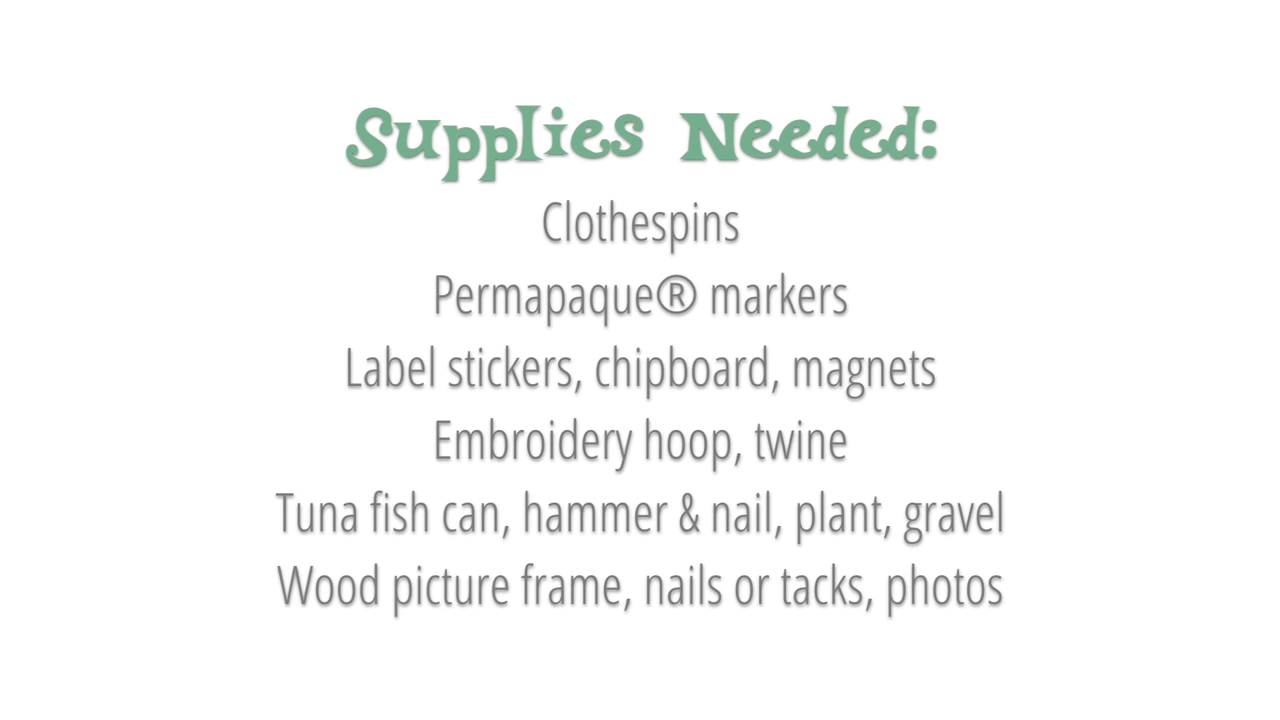 Supplies Needed:
Clothespins
Permapaque® markers
Label stickers, chipboard, magnets
Embroidery hoop, twine
Tuna fish can, hammer & nail, plant, gravel
Wood picture frame, nails or tacks, photos